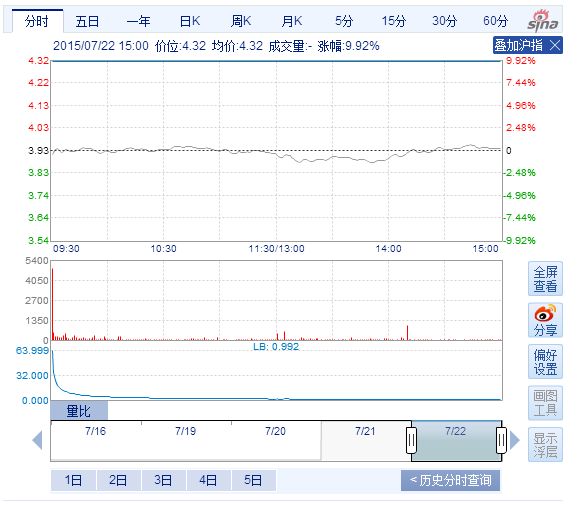 分时 五日 一年 日K 周K 月K 5分 15分 30分 60分 sina
2015/07/22 15:00 价位:4.32 均价:4.32 成交量:- 涨幅:9.92% 叠加沪指
4.32 9.92%
4.22 7.44%
4.13 4.96%
4.03 2.48%
3.93 0
3.83 -2.48%
3.74 -4.96%
3.64 -7.44%
3.54 -9.92%
09:30 10:30 11:30/13:00 14:00 15:00
5400
4050
2700
1350
0
LB: 0.992
63.999
32.000
0.000
量比
全屏
查看
分享
偏好
设置
画图
工具
显示
浮层
7/16 7/19 7/20 7/21 7/22
1日 2日 3日 4日 5日 <历史分时查询